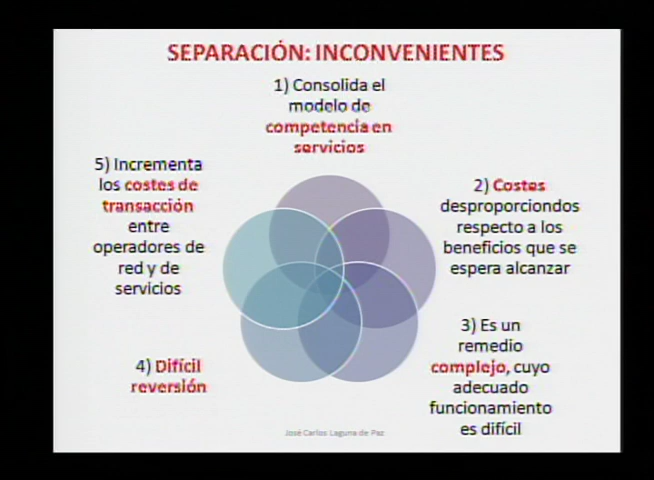 SEPARACIÓN: INCONVENIENTES
1) Consolida el
modelo de
competencia en
servicios
2) Costes
desproporciondos
respecto a los
beneficios que se
espera alcanzar
3) Es un
remedio
complejo, cuyo
adecuado
funcionamiento
es difícil
4) Difícil
reversión
5) Incrementa
los costes de
transacción
entre
operadores de
red y de
servicios
José Carlos Laguna de Paz